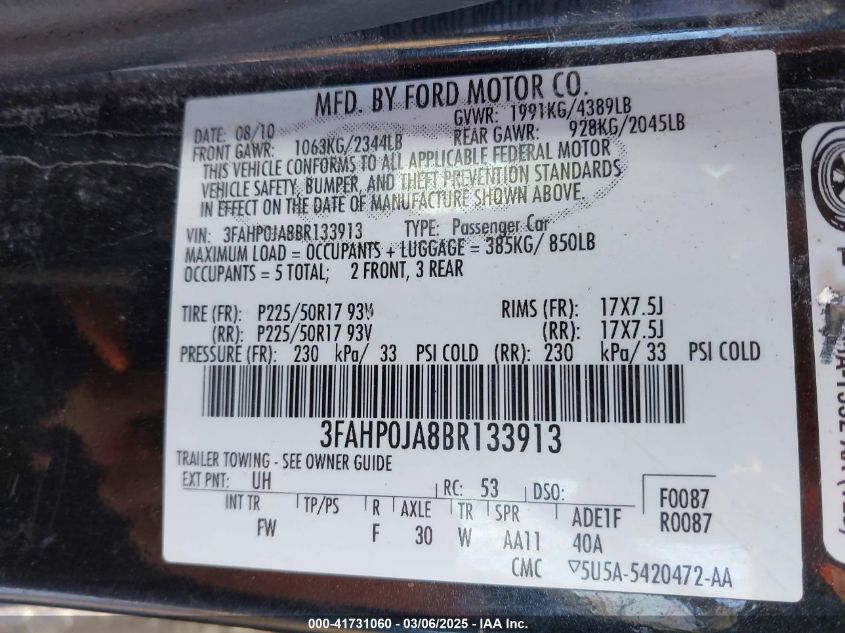 MFD. BY FORD MOTOR CO.
DATE: 08/10 GVWR: 1991KG/4389LB
FRONT GAWR: 1063KG/2344LB REAR GAWR: 928KG/2045LB
THIS VEHICLE CONFORMS TO ALL APPLICABLE FEDERAL MOTOR
VEHICLE SAFETY, BUMPER, AND THEFT PREVENTION STANDARDS
IN EFFECT ON THE DATE OF MANUFACTURE SHOWN ABOVE.
VIN: 3FAHP0JA8BR133913 TYPE: Passenger Car
MAXIMUM LOAD = OCCUPANTS + LUGGAGE = 385KG/ 850LB
OCCUPANTS = 5 TOTAL; 2 FRONT, 3 REAR
TIRE (FR): P225/50R17 93V RIMS (FR): 17X7.5J
(RR): P225/50R17 93V (RR): 17X7.5J
PRESSURE (FR): 230 kPa/ 33 PSI COLD (RR): 230 kPa/ 33 PSI COLD
3FAHP0JA8BR133913
TRAILER TOWING - SEE OWNER GUIDE
EXT PNT: UH RC: 53 DSO: F0087
INT TR TP/PS R AXLE TR SPR ADE1F R0087
FW F 30 W AA11 40A
CMC ▽5U5A-5420472-AA
000-41731060 - 03/06/2025 - IAA Inc.